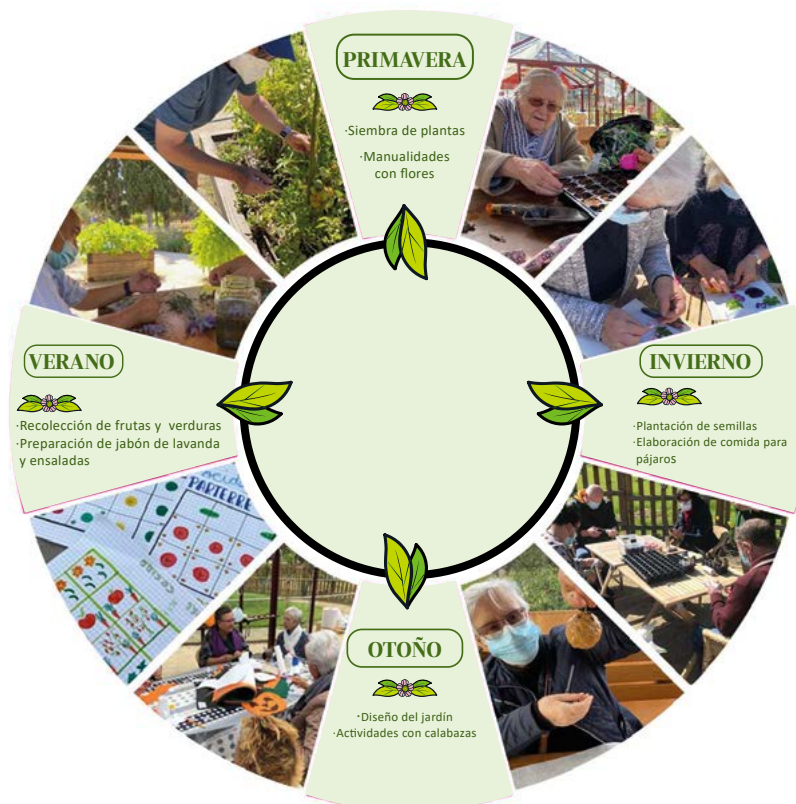 PRIMAVERA
·Siembra de plantas
·Manualidades
con flores
VERANO
·Recolección de frutas y verduras
·Preparación de jabón de lavanda
y ensaladas
INVIERNO
·Plantación de semillas
·Elaboración de comida para
pájaros
PARTERRE
OTOÑO
·Diseño del jardín
·Actividades con calabazas